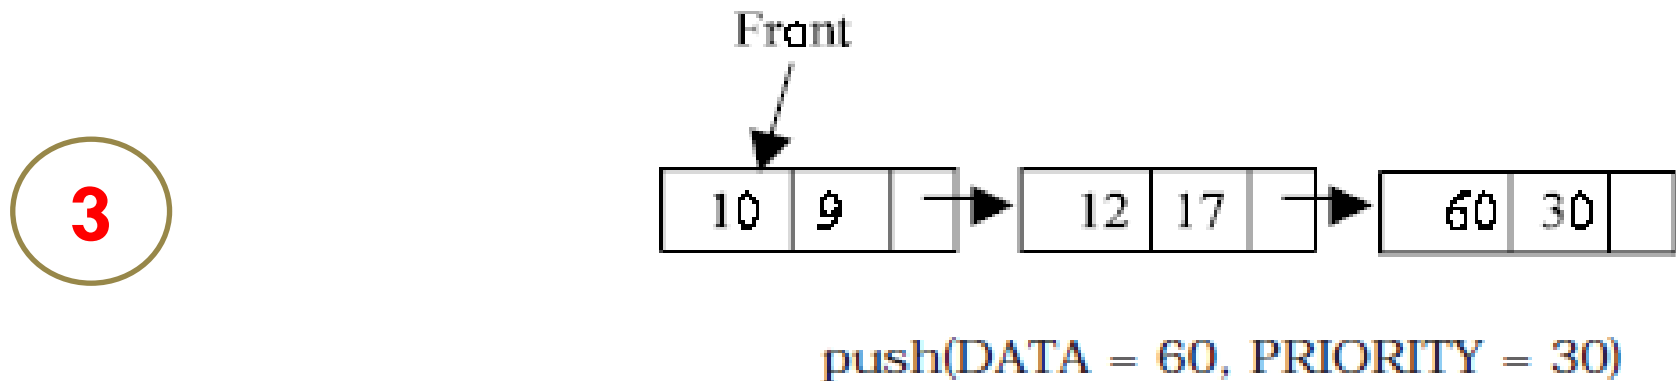 Front
3
10 9 12 17 60 30
push(DATA = 60, PRIORITY = 30)